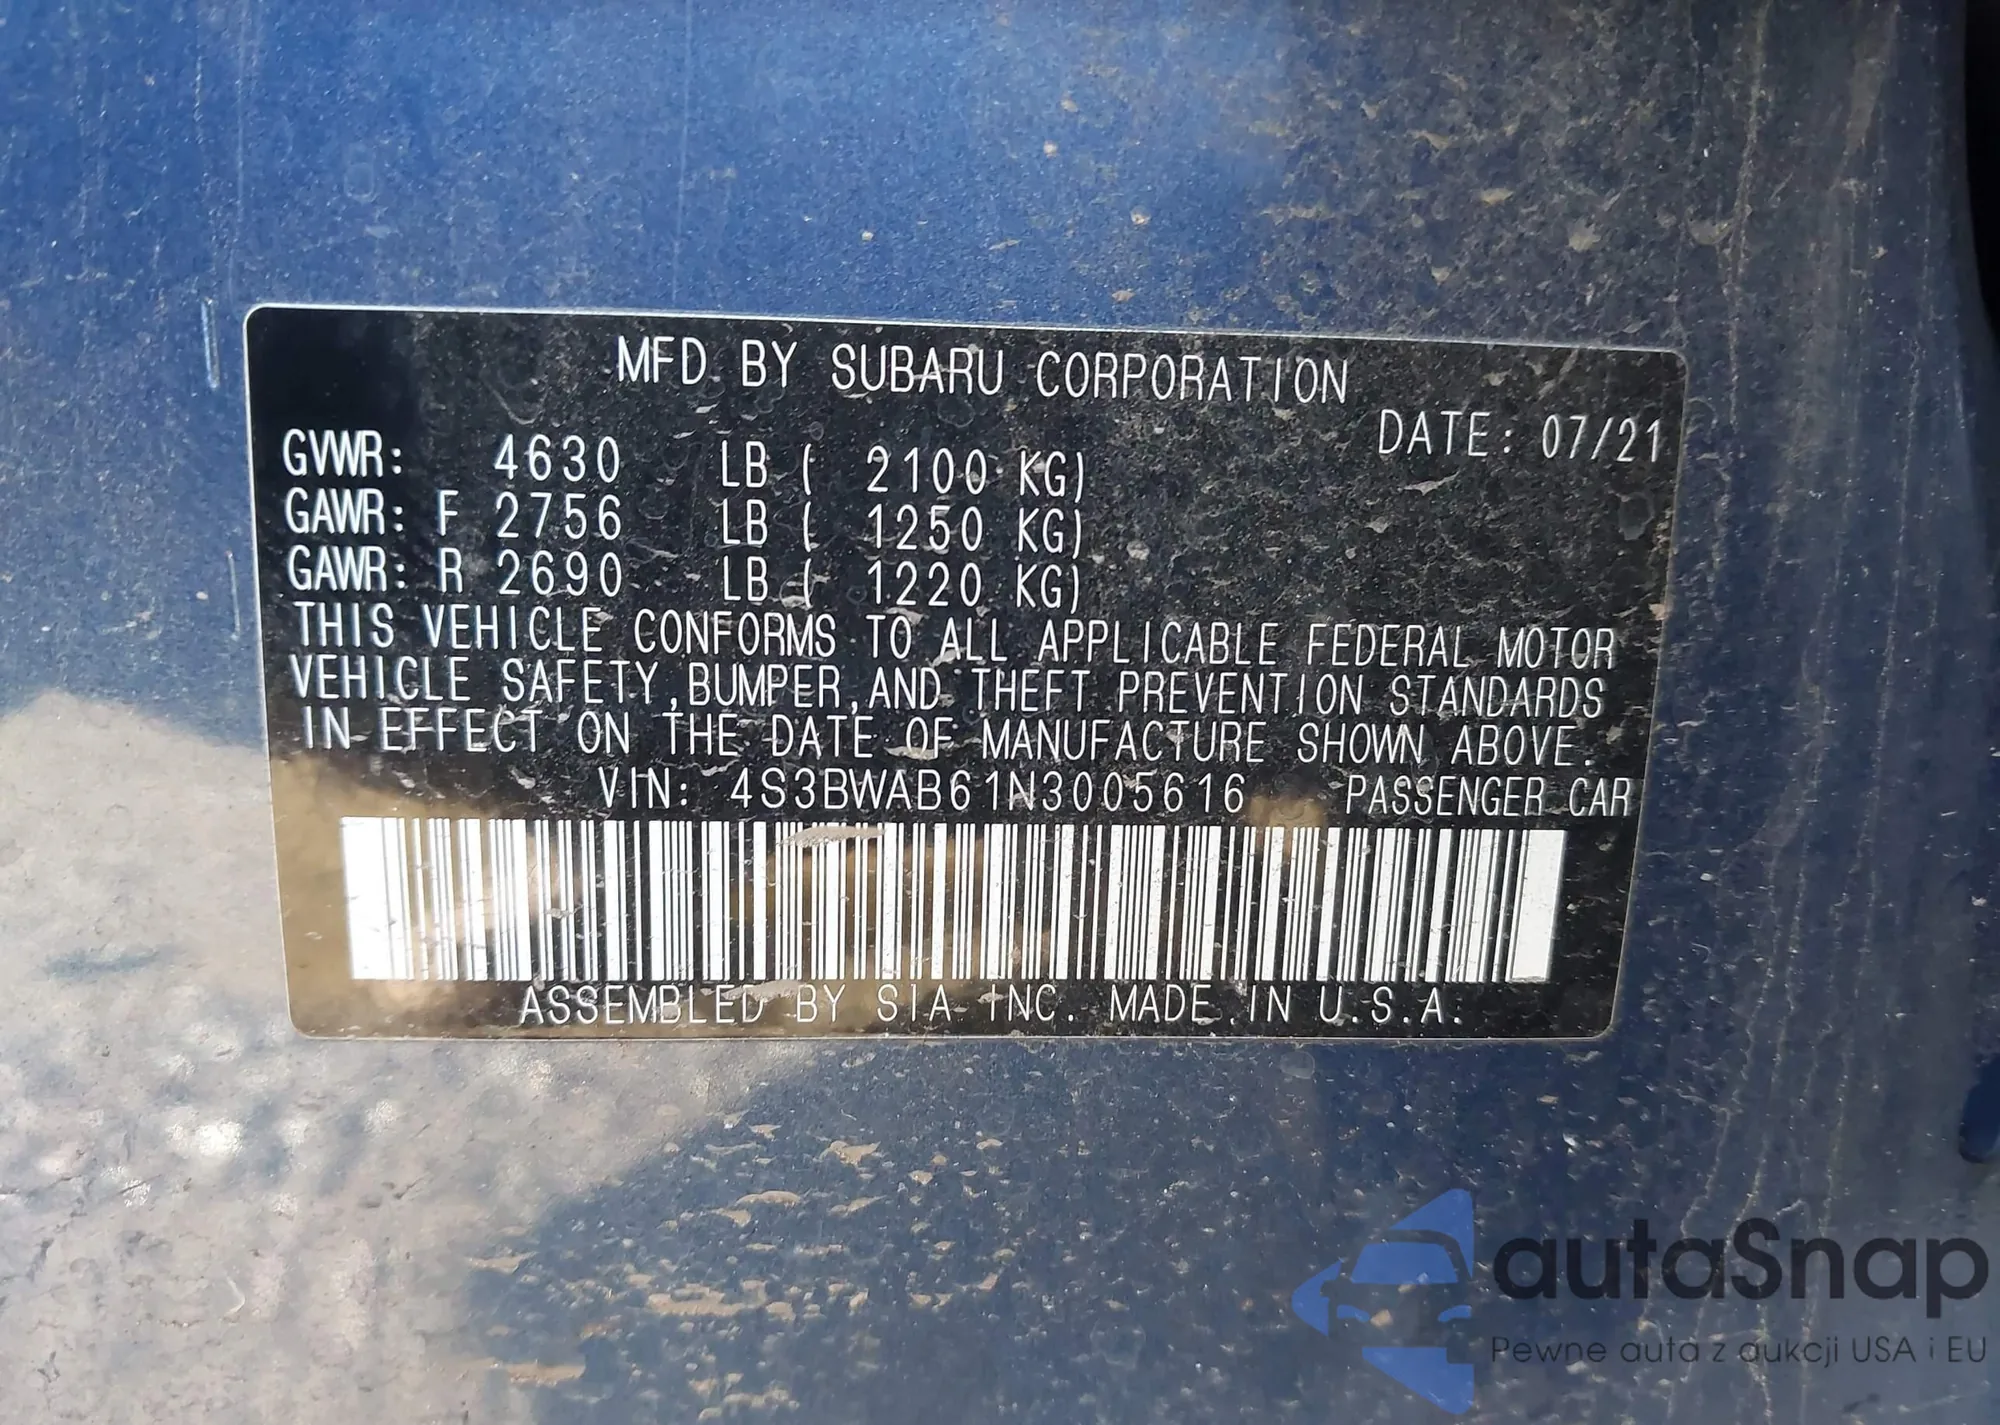 MFD BY SUBARU CORPORATION
DATE: 07/21
GVWR: 4630 LB ( 2100 KG)
GAWR: F 2756 LB ( 1250 KG)
GAWR: R 2690 LB ( 1220 KG)
THIS VEHICLE CONFORMS TO ALL APPLICABLE FEDERAL MOTOR
VEHICLE SAFETY,BUMPER,AND THEFT PREVENTION STANDARDS
IN EFFECT ON THE DATE OF MANUFACTURE SHOWN ABOVE.
VIN: 4S3BWAB61N3005616 PASSENGER CAR
ASSEMBLED BY SIA INC. MADE IN U.S.A.
autaSnap
Pewne auta z aukcji USA i EU